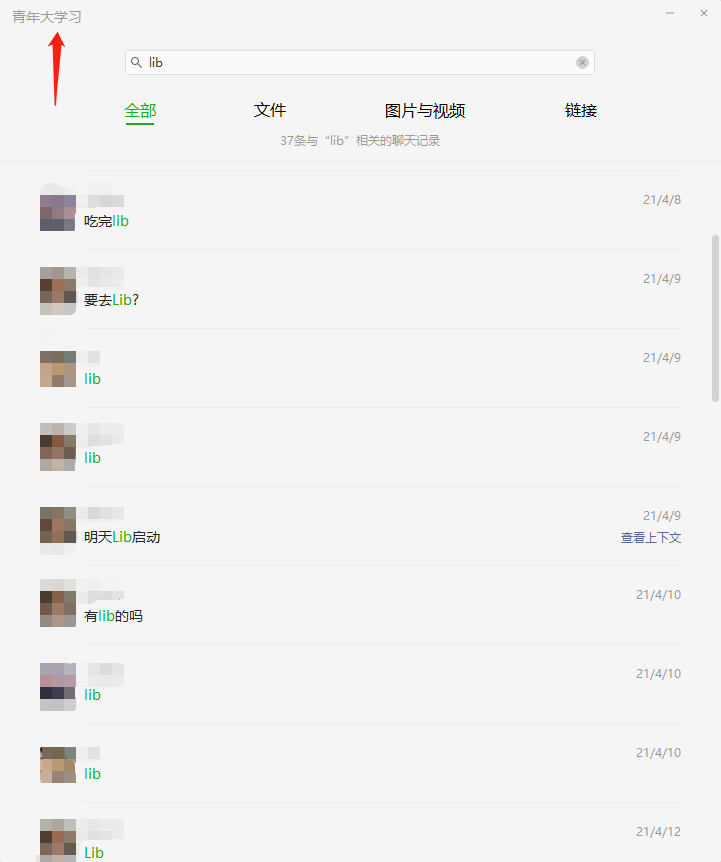 青年大学习
lib
全部 文件 图片与视频 链接
37条与“lib”相关的聊天记录
21/4/8
吃完lib
21/4/9
要去Lib?
21/4/9
lib
21/4/9
lib
21/4/9
明天Lib启动 查看上下文
21/4/10
有lib的吗
21/4/10
lib
21/4/10
lib
21/4/12
Lib